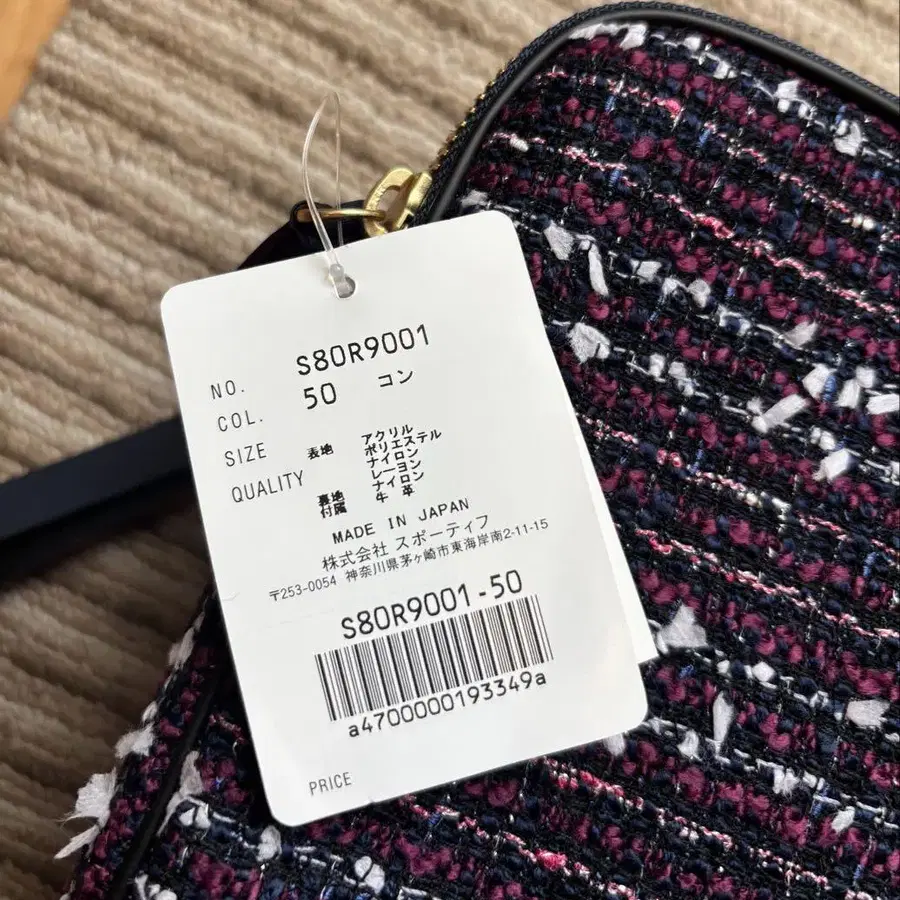 NO. S80R9001
COL. 50 コン
SIZE
QUALITY 表地 アクリル
ポリエステル
ナイロン
レーヨン
裏地 ナイロン
付属 牛 革
MADE IN JAPAN
株式会社 スポーティフ
〒253-0054 神奈川県茅ヶ崎市東海岸南2-11-15
S80R9001-50
a4700000193349a
PRICE